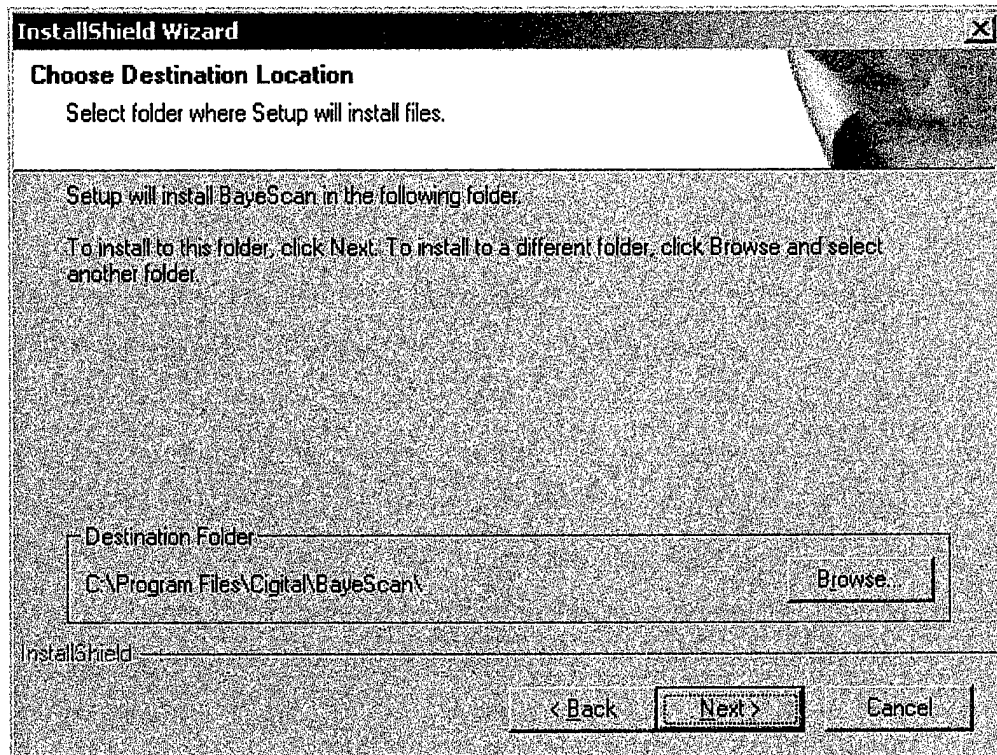 InstallShield Wizard
Choose Destination Location
Select folder where Setup will install files.
Setup will install BayeScan in the following folder.
To install to this folder, click Next. To install to a different folder, click Browse and select
another folder.
Destination Folder
C:\Program Files\Cigital\BayeScan\
Browse...
InstallShield
< Back
Next >
Cancel